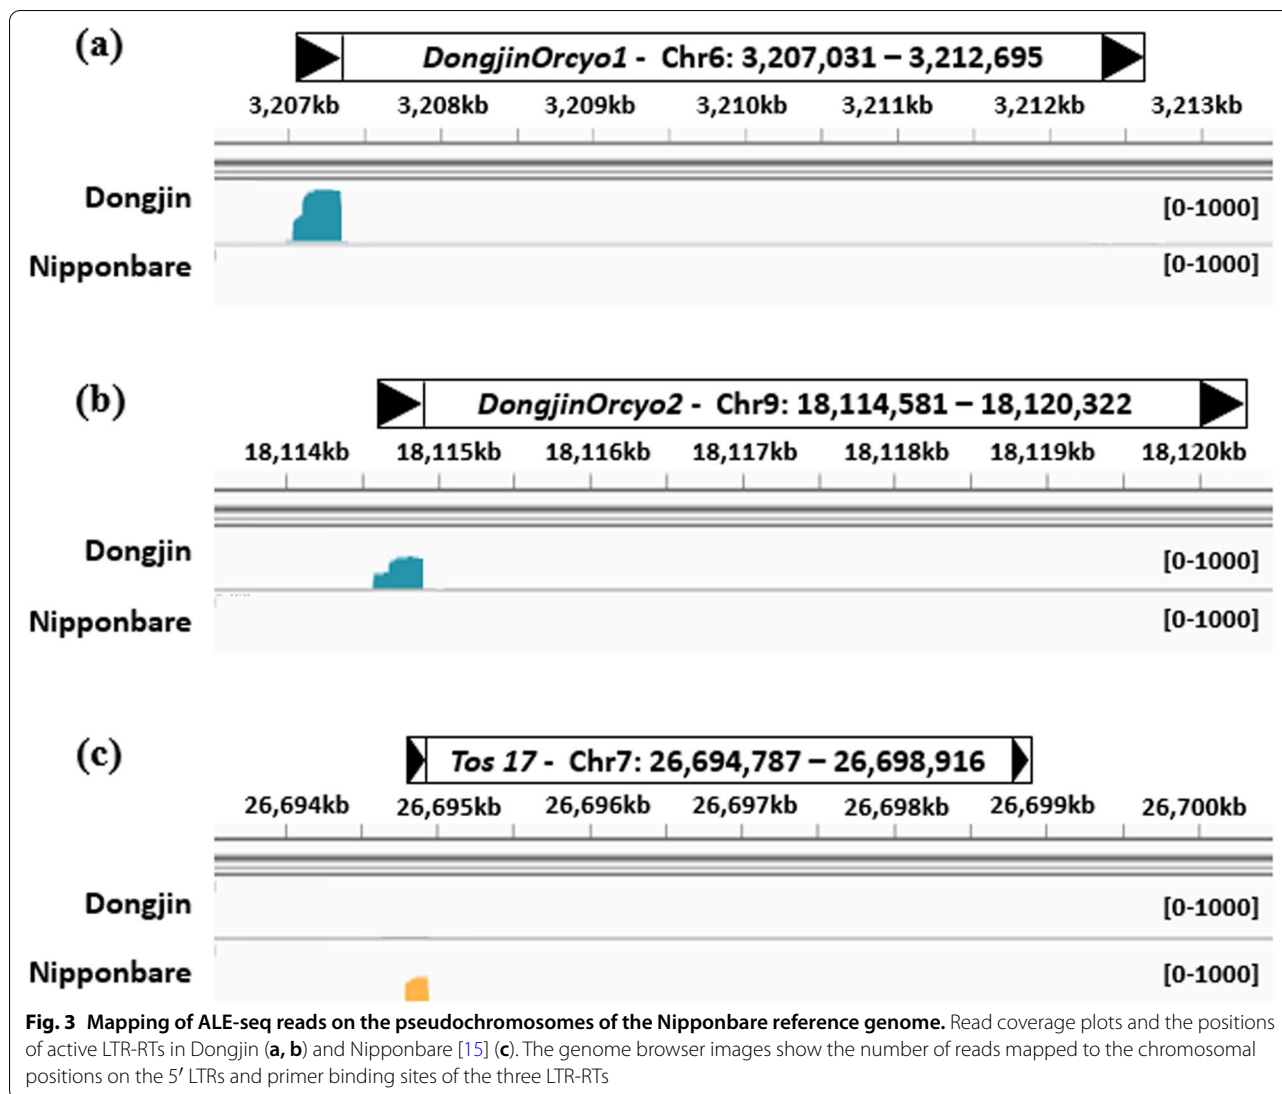 (a)
DongjinOrcyo1 - Chr6: 3,207,031 – 3,212,695
3,207kb 3,208kb 3,209kb 3,210kb 3,211kb 3,212kb 3,213kb
Dongjin [0-1000]
Nipponbare [0-1000]
(b)
DongjinOrcyo2 - Chr9: 18,114,581 – 18,120,322
18,114kb 18,115kb 18,116kb 18,117kb 18,118kb 18,119kb 18,120kb
Dongjin [0-1000]
Nipponbare [0-1000]
(c)
Tos 17 - Chr7: 26,694,787 – 26,698,916
26,694kb 26,695kb 26,696kb 26,697kb 26,698kb 26,699kb 26,700kb
Dongjin [0-1000]
Nipponbare [0-1000]
Fig. 3 Mapping of ALE-seq reads on the pseudochromosomes of the Nipponbare reference genome. Read coverage plots and the positions
of active LTR-RTs in Dongjin (a, b) and Nipponbare [15] (c). The genome browser images show the number of reads mapped to the chromosomal
positions on the 5′ LTRs and primer binding sites of the three LTR-RTs